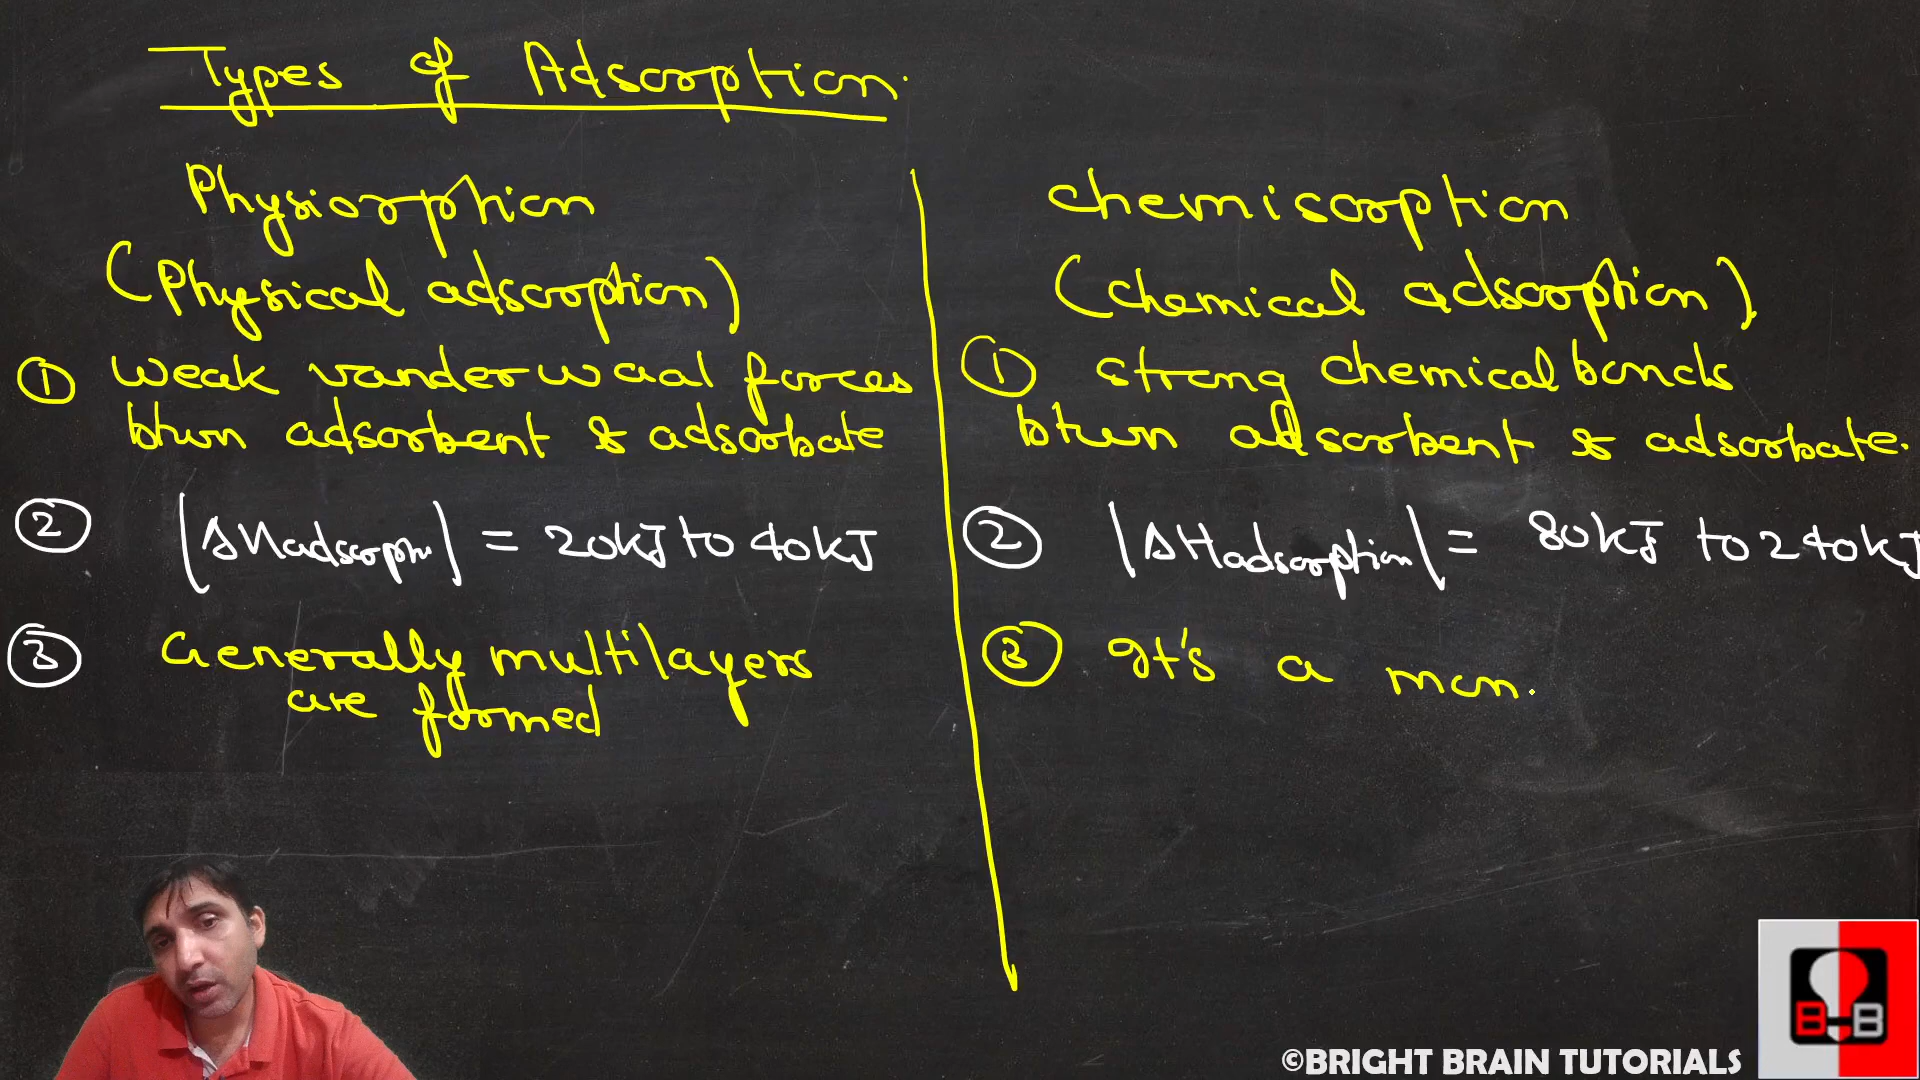 Types of Adsorption.
Physiorption
(Physical adsorption)
① Weak vanderwaal forces
btwn adsorbent & adsorbate
② |ΔHadsorptn| = 20kJ to 40kJ
③ Generally multilayers
are formed
chemisorption
(chemical adsorption)
① strong chemical bonds
btwn adsorbent & adsorbate.
② |ΔHadsorption| = 80kJ to 240kJ
③ It's a mon.
B-B
©BRIGHT BRAIN TUTORIALS